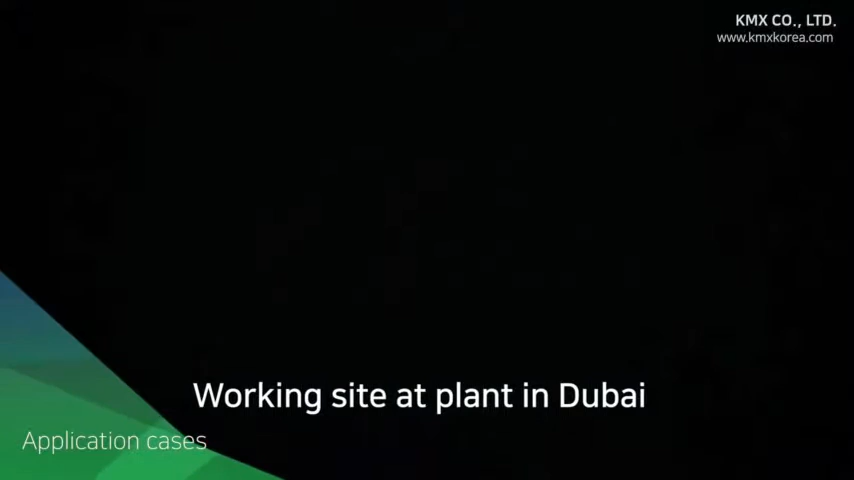 KMX CO., LTD.
www.kmxkorea.com
Working site at plant in Dubai
Application cases